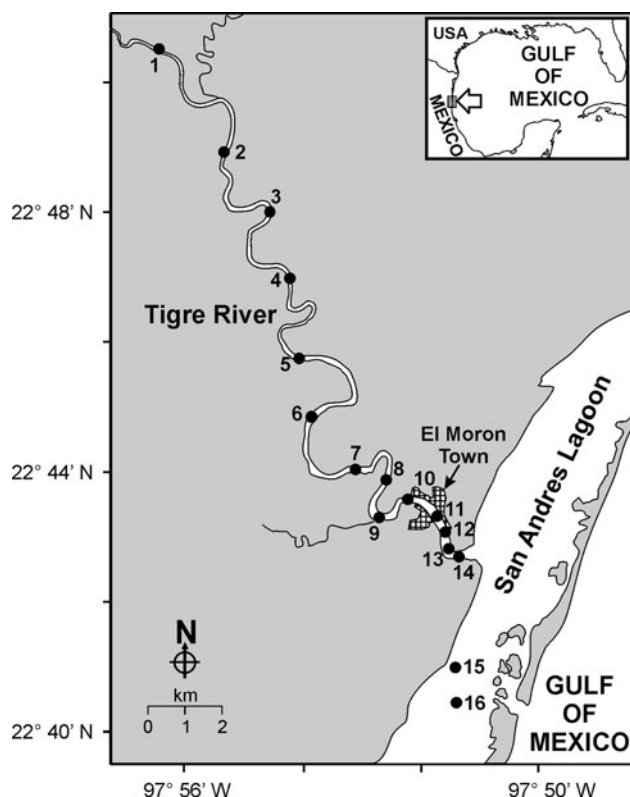 USA
GULF
OF
MEXICO
MEXICO
1
2
3
22° 48' N
4
Tigre River
5
6
El Moron
Town
7
8
22° 44' N
10
11
9
12
13
14
San Andres Lagoon
N
km
0 1 2
15
16
GULF
OF
MEXICO
22° 40' N
97° 56' W
97° 50' W